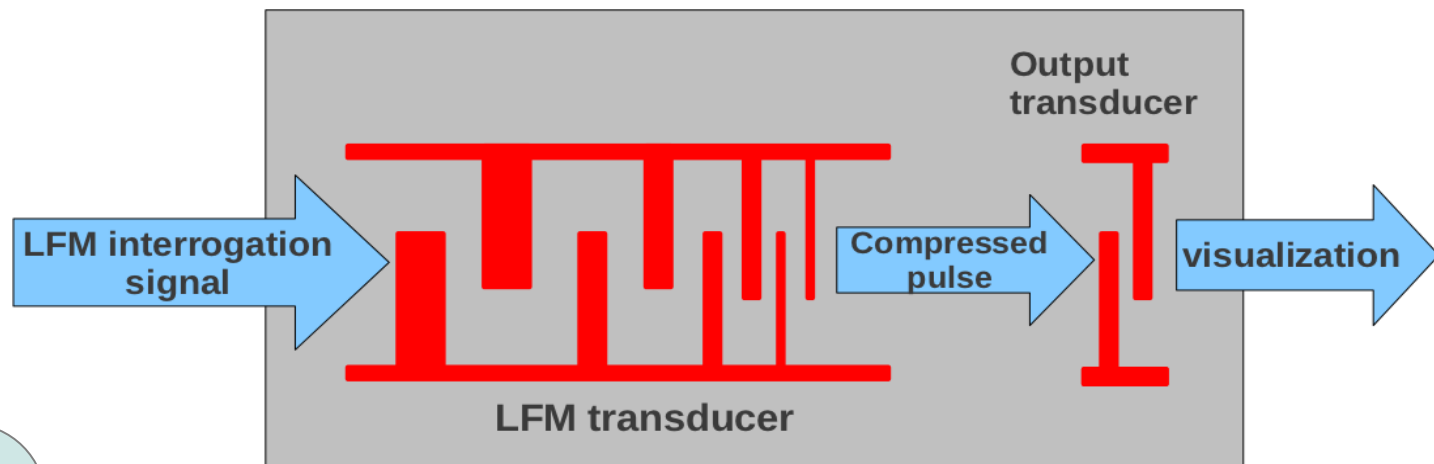 Output
transducer
LFM interrogation
signal
Compressed
pulse
visualization
LFM transducer